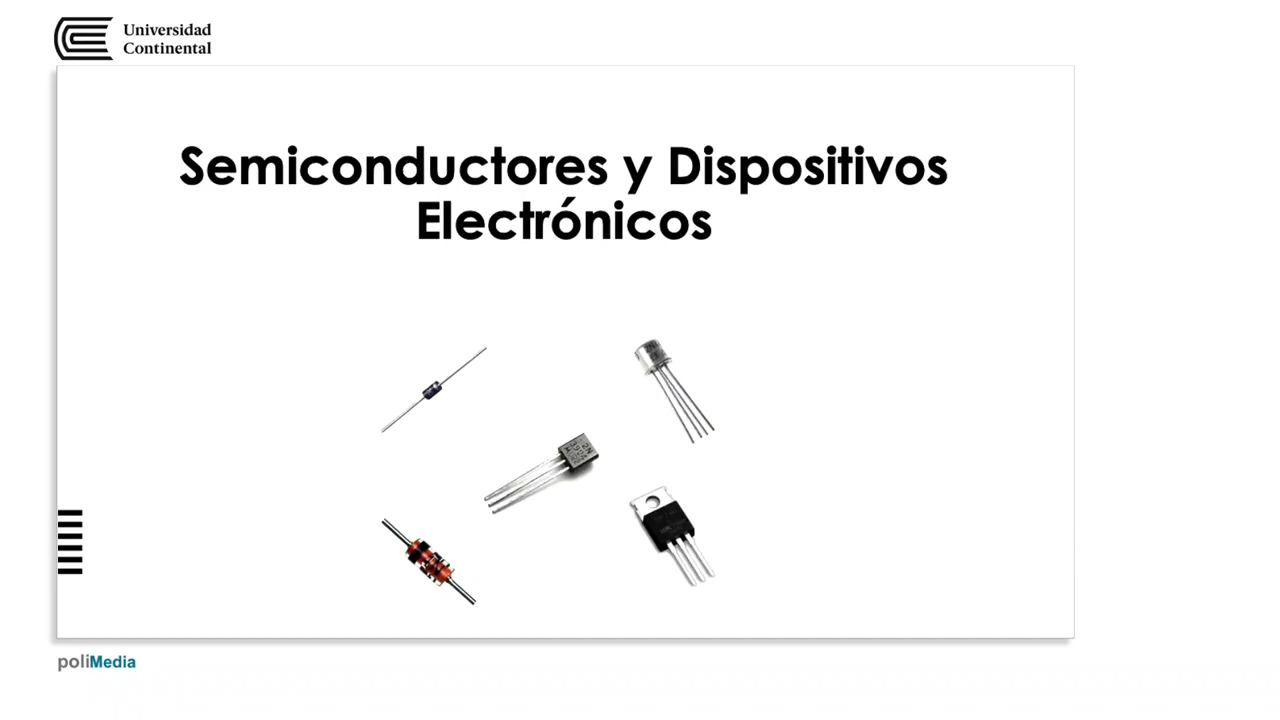 Universidad
Continental
Semiconductores y Dispositivos
Electrónicos
poliMedia